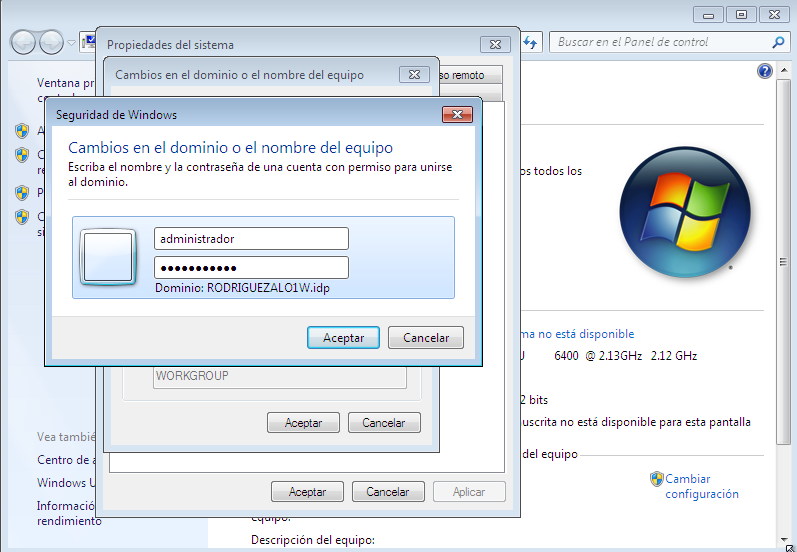 Buscar en el Panel de control
Propiedades del sistema
Cambios en el dominio o el nombre del equipo
so remoto
Ventana pr
Seguridad de Windows
Cambios en el dominio o el nombre del equipo
Escriba el nombre y la contraseña de una cuenta con permiso para unirse
al dominio.
administrador
●●●●●●●●●●●
Dominio: RODRIGUEZALO1W.idp
Aceptar
Cancelar
os todos los
ma no está disponible
6400 @ 2.13GHz 2.12 GHz
2 bits
uscrita no está disponible para esta pantalla
del equipo
Cambiar
configuración
WORKGROUP
Aceptar
Cancelar
Aceptar
Cancelar
Aplicar
Vea tambié
Centro de a
Windows U
Información
rendimiento
equipo:
Descripción del equipo: